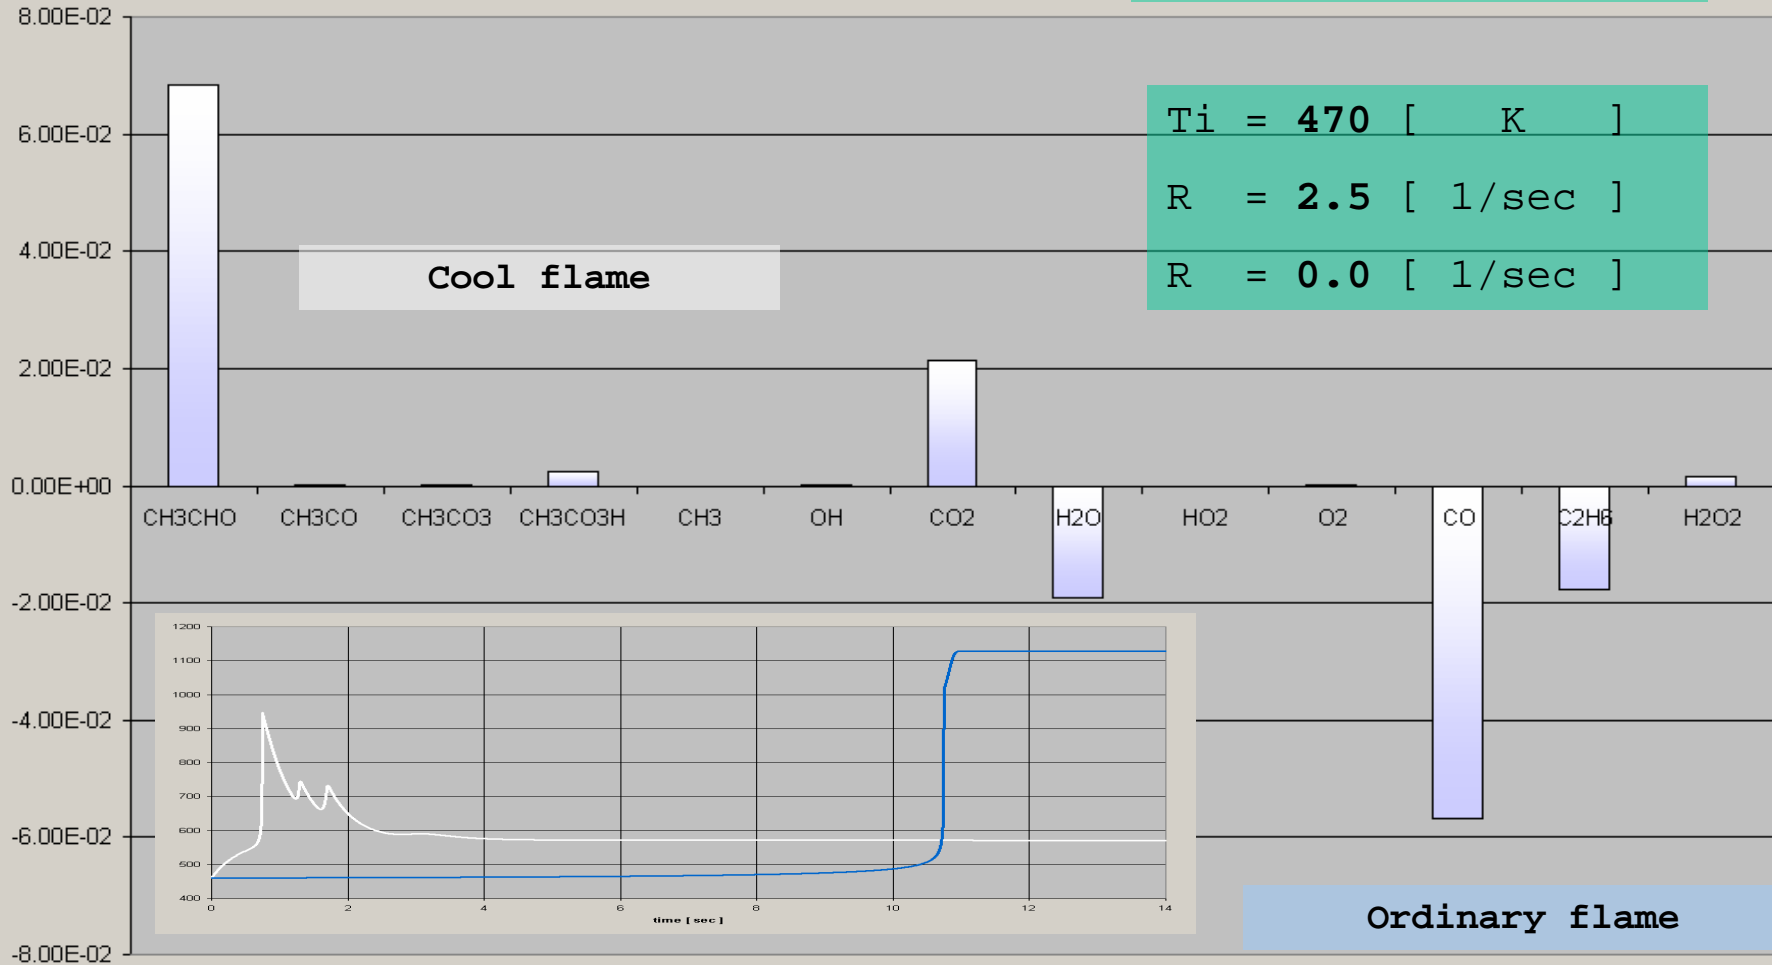 8.00E-02
6.00E-02
4.00E-02
2.00E-02
0.00E+00
-2.00E-02
-4.00E-02
-6.00E-02
-8.00E-02
Ti = 470 [ K ]
R = 2.5 [ 1/sec ]
R = 0.0 [ 1/sec ]
Cool flame
CH3CHO CH3CO CH3CO3 CH3CO3H CH3 OH CO2 H2O HO2 O2 CO C2H6 H2O2
1200
1100
1000
900
800
700
600
500
400
0 2 4 6 8 10 12 14
time [ sec ]
Ordinary flame